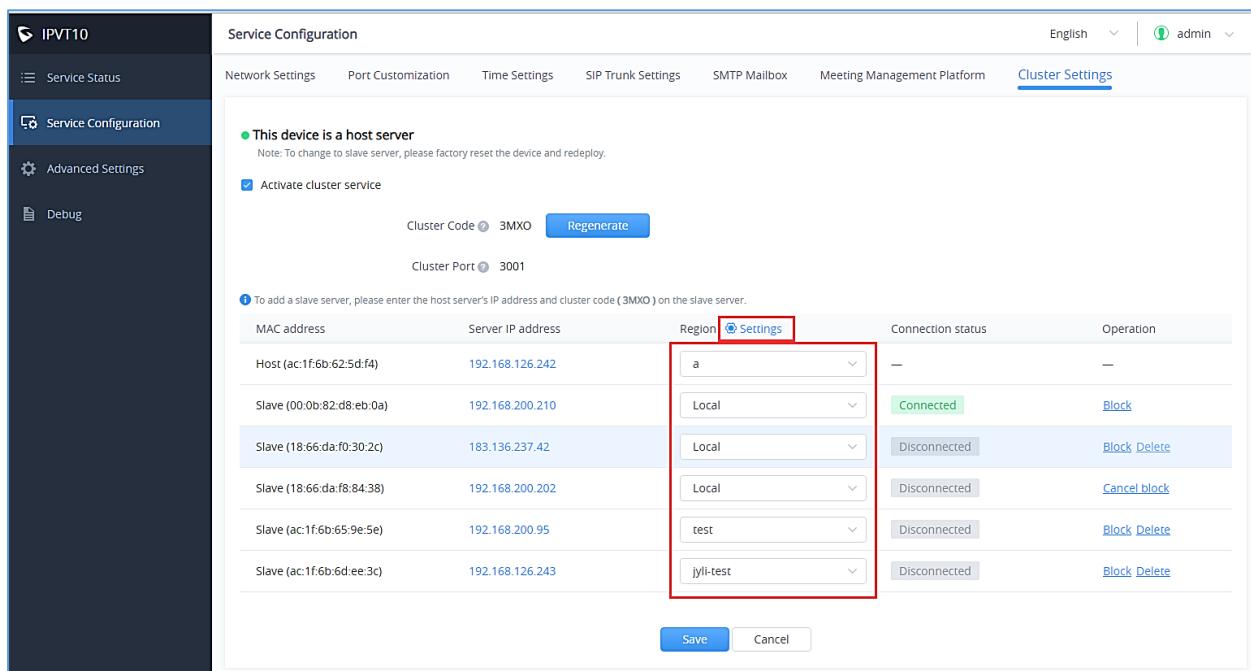 IPVT10
Service Configuration
English
admin
Service Status
Service Configuration
Advanced Settings
Debug
Network Settings Port Customization Time Settings SIP Trunk Settings SMTP Mailbox Meeting Management Platform Cluster Settings
This device is a host server
Note: To change to slave server, please factory reset the device and redeploy.
Activate cluster service
Cluster Code ? 3MXO Regenerate
Cluster Port ? 3001
To add a slave server, please enter the host server's IP address and cluster code ( 3MXO ) on the slave server.
MAC address Server IP address Region Settings Connection status Operation
Host (ac:1f:6b:62:5d:f4) 192.168.126.242 a — —
Slave (00:0b:82:d8:eb:0a) 192.168.200.210 Local Connected Block
Slave (18:66:da:f0:30:2c) 183.136.237.42 Local Disconnected Block Delete
Slave (18:66:da:f8:84:38) 192.168.200.202 Local Disconnected Cancel block
Slave (ac:1f:6b:65:9e:5e) 192.168.200.95 test Disconnected Block Delete
Slave (ac:1f:6b:6d:ee:3c) 192.168.126.243 jyli-test Disconnected Block Delete
Save Cancel